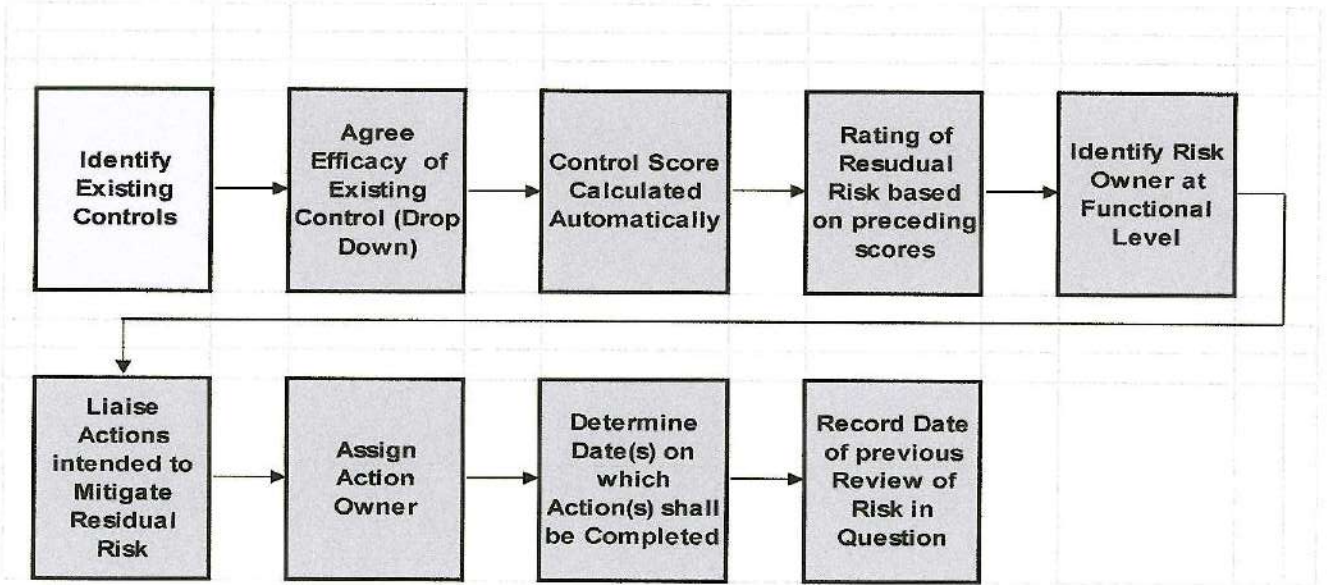 Identify
Existing
Controls
Agree
Efficacy of
Existing
Control (Drop
Down)
Control Score
Calculated
Automatically
Rating of
Resudual
Risk based
on preceding
scores
Identify Risk
Owner at
Functional
Level
Liaise
Actions
intended to
Mitigate
Residual
Risk
Assign
Action
Owner
Determine
Date(s) on
which
Action(s) shall
be Completed
Record Date
of previous
Review of
Risk in
Question